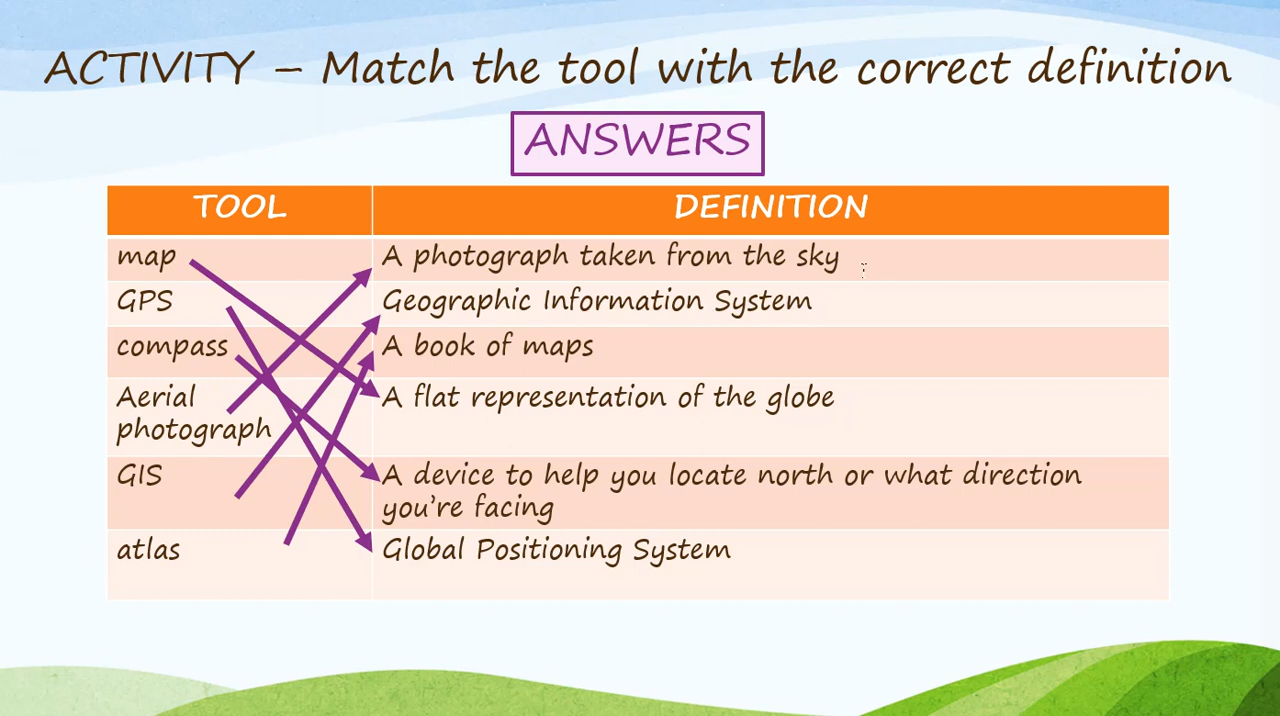 ACTIVITY – Match the tool with the correct definition
ANSWERS
TOOL
DEFINITION
map
A photograph taken from the sky
GPS
Geographic Information System
compass
A book of maps
Aerial
photograph
A flat representation of the globe
GIS
A device to help you locate north or what direction
you're facing
atlas
Global Positioning System